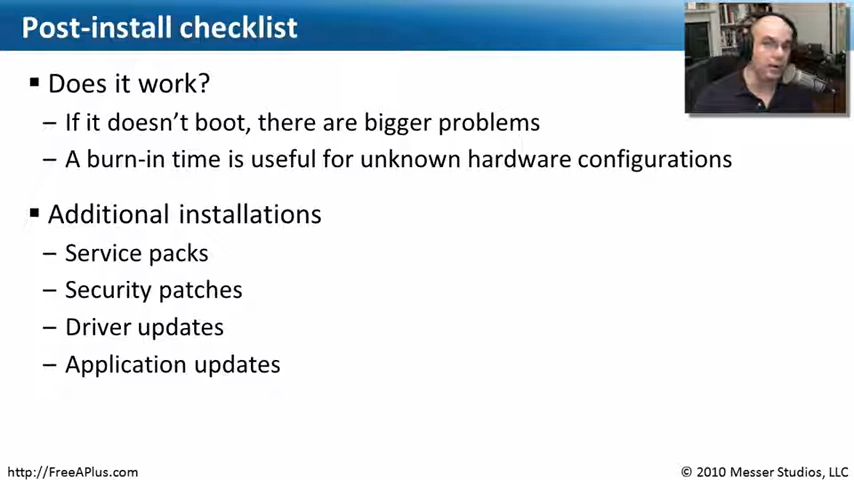 Post-install checklist
▪ Does it work?
– If it doesn't boot, there are bigger problems
– A burn-in time is useful for unknown hardware configurations
▪ Additional installations
– Service packs
– Security patches
– Driver updates
– Application updates
http://FreeAPlus.com
© 2010 Messer Studios, LLC